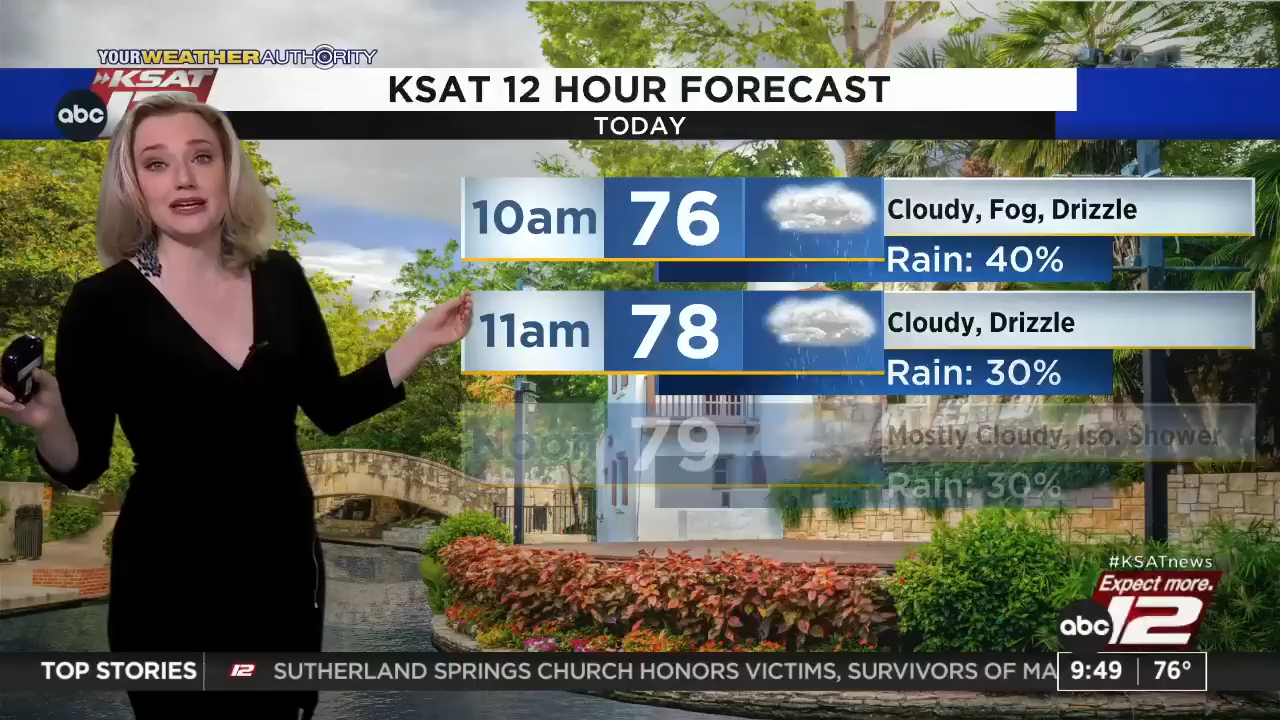 YOURWEATHERAUTHORITY
KSAT
12
abc
KSAT 12 HOUR FORECAST
TODAY
10am 76 Cloudy, Fog, Drizzle
Rain: 40%
11am 78 Cloudy, Drizzle
Rain: 30%
Noon 79 Mostly Cloudy, Iso. Shower
Rain: 30%
#KSATnews
Expect more.
abc 12
TOP STORIES 12 SUTHERLAND SPRINGS CHURCH HONORS VICTIMS, SURVIVORS OF MA 9:49 76°